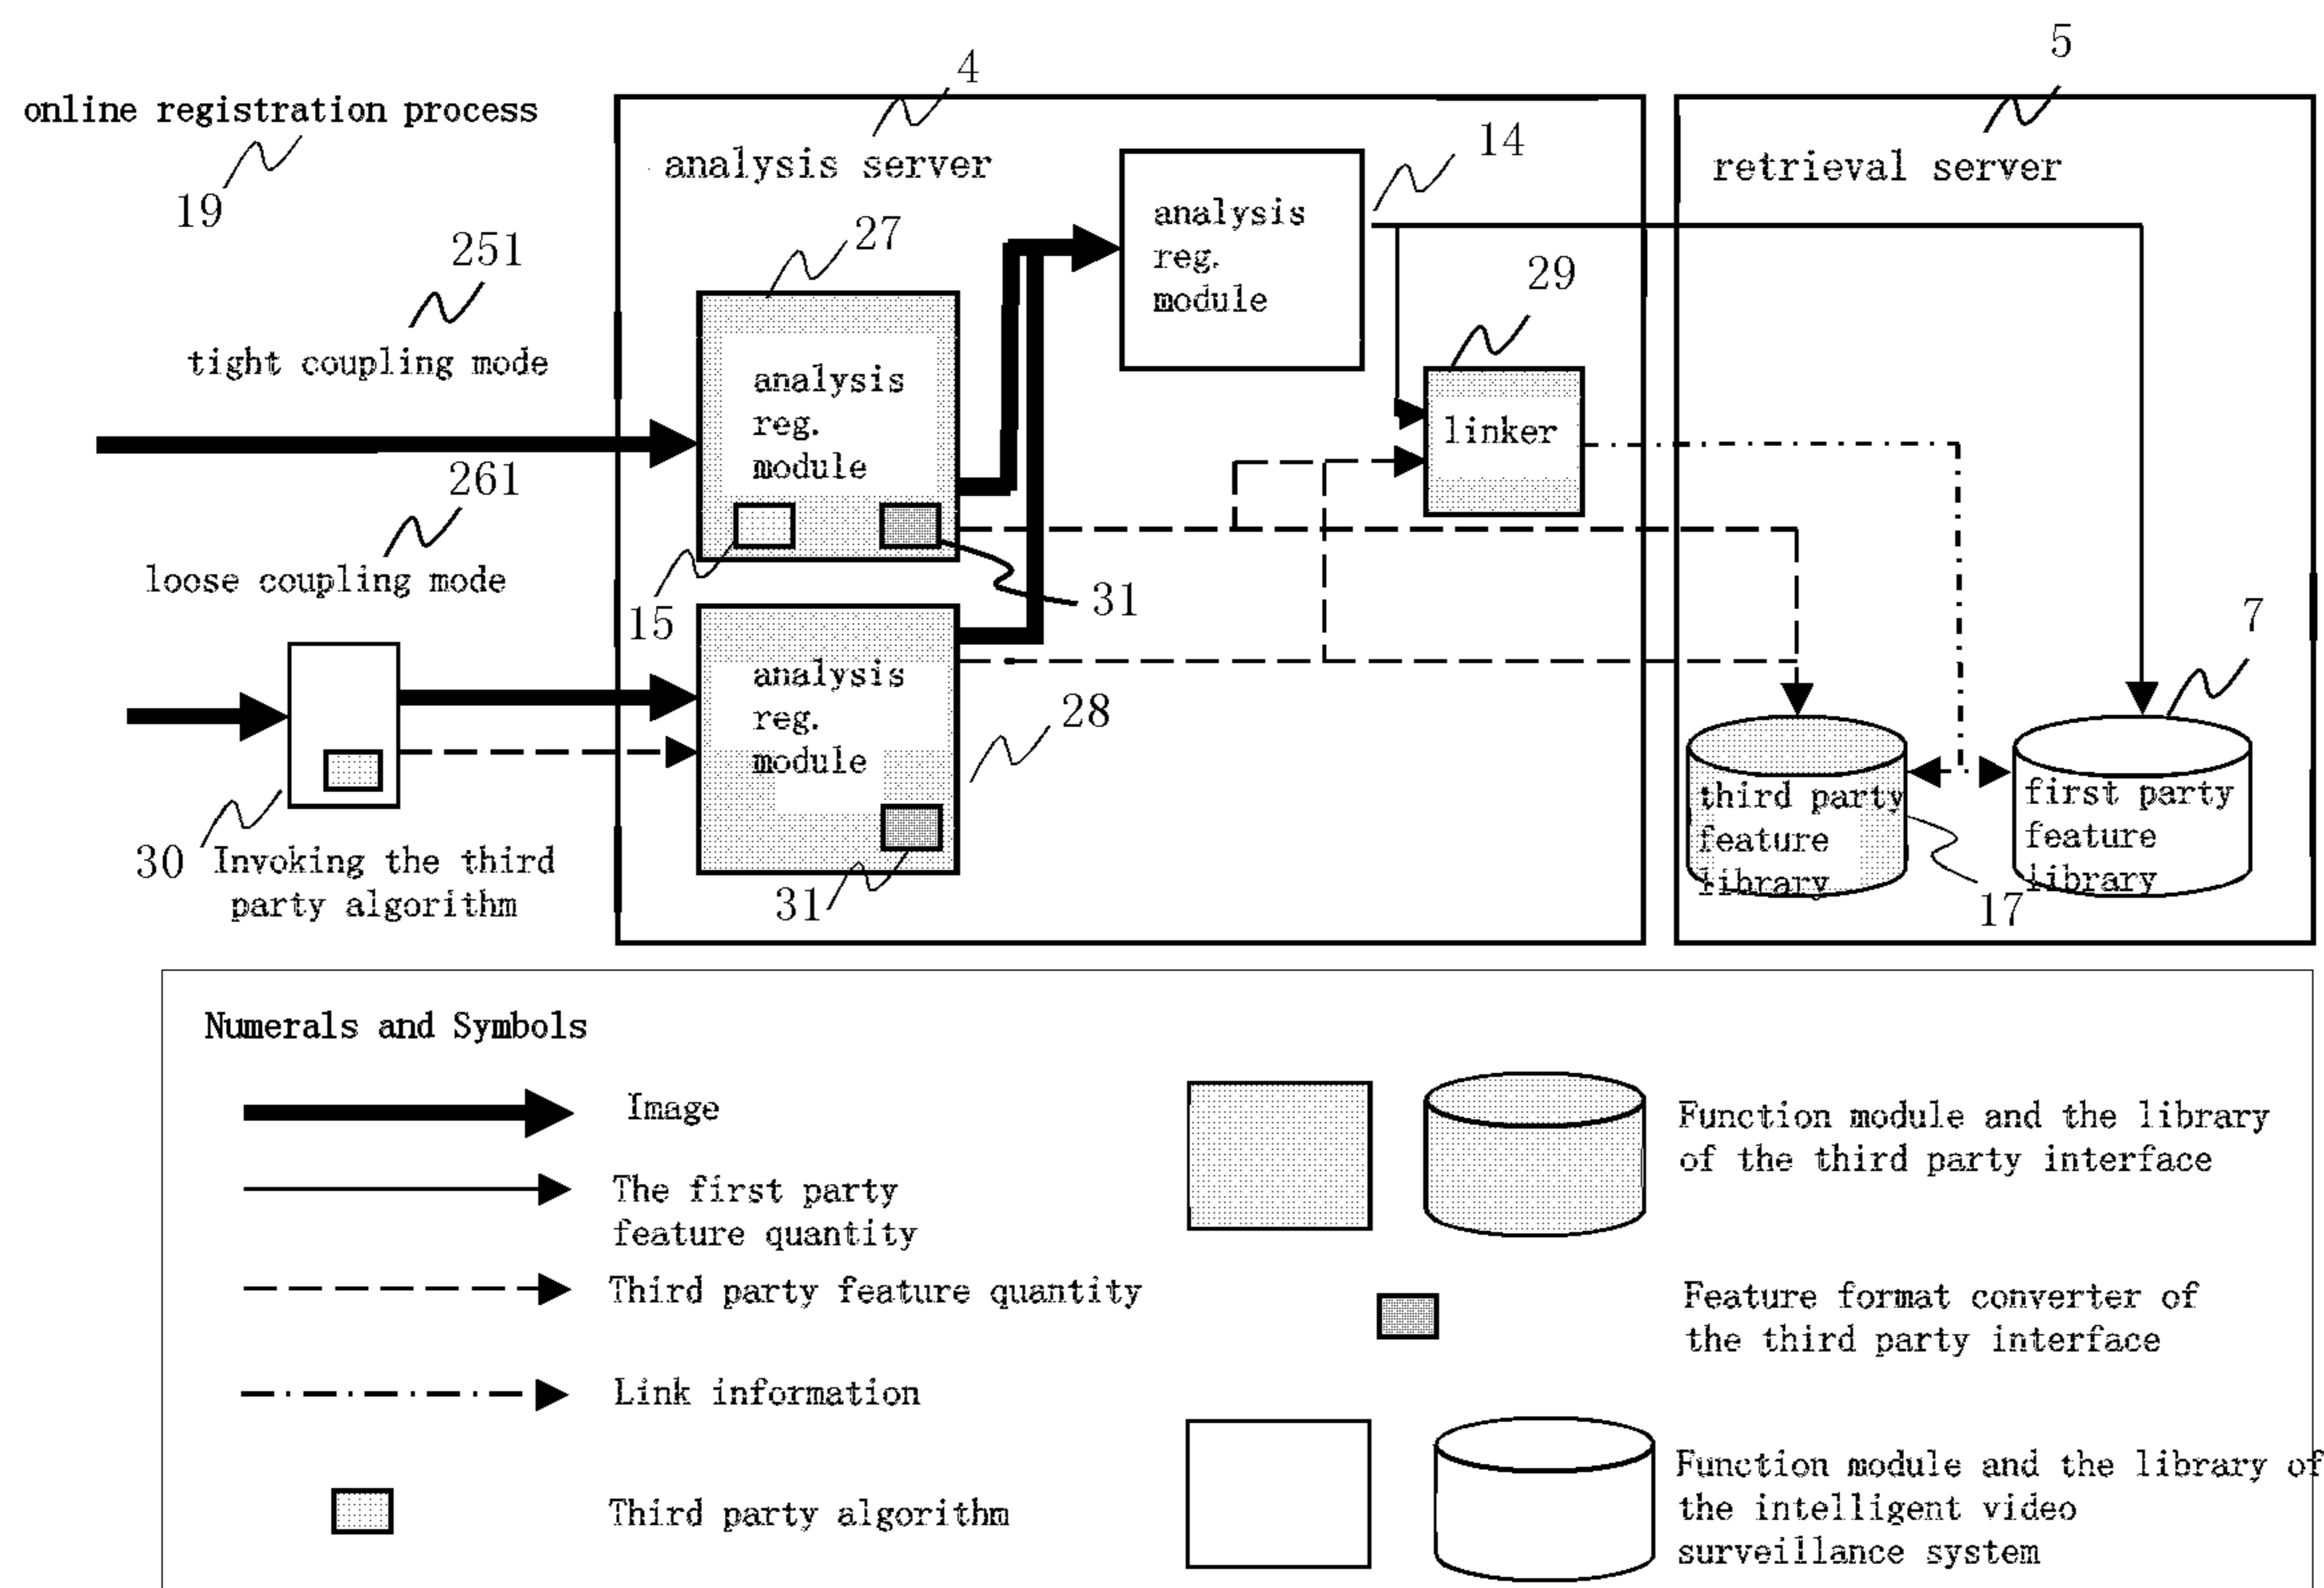 5
4
online registration process
14
analysis server
retrieval server
19
analysis
reg.
module
27
251
29
tight coupling mode
analysis
reg.
module
linker
261
loose coupling mode
15
31
7
analysis
reg.
module
28
third party
feature
library
first party
feature
library
30
Invoking the third
party algorithm
31
17
Numerals and Symbols
Image
The first party
feature quantity
Third party feature quantity
Link information
Third party algorithm
Function module and the library
of the third party interface
Feature format converter of
the third party interface
Function module and the library of
the intelligent video
surveillance system